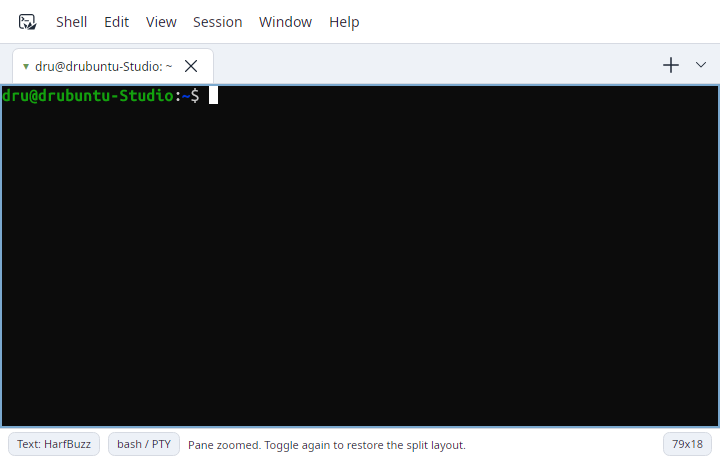 Shell Edit View Session Window Help
dru@drubuntu-Studio: ~
dru@drubuntu-Studio:~$
Text: HarfBuzz bash / PTY Pane zoomed. Toggle again to restore the split layout. 79x18